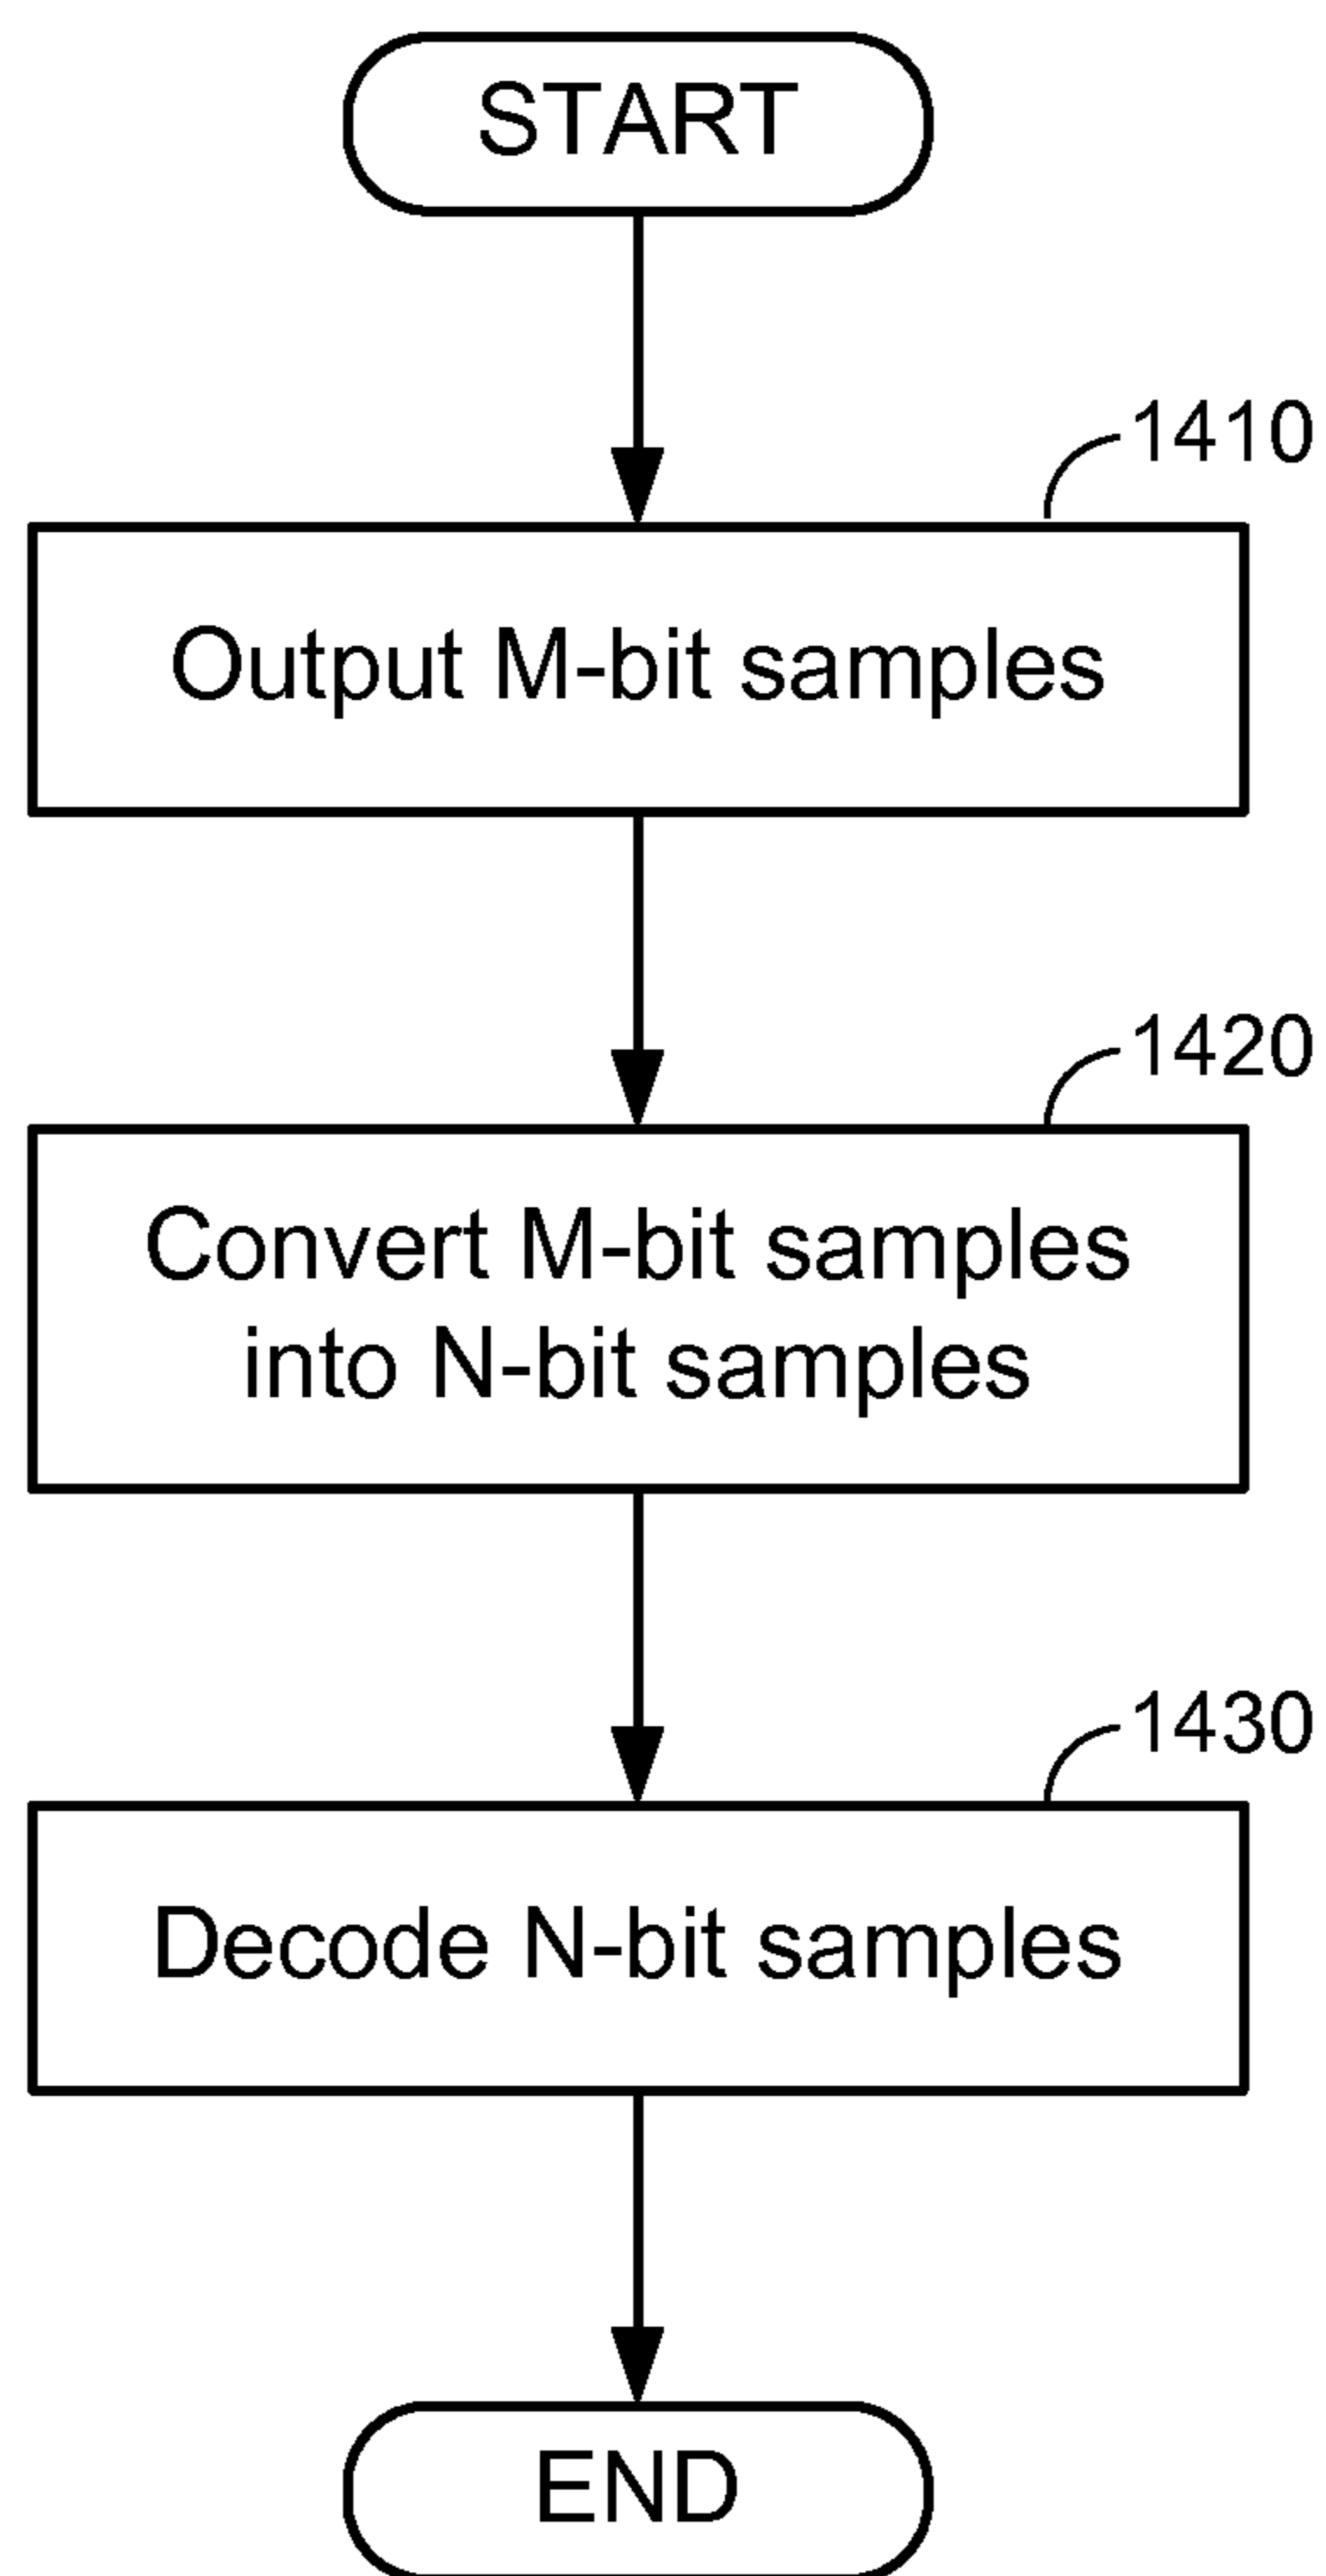 START
1410
Output M-bit samples
1420
Convert M-bit samples
into N-bit samples
1430
Decode N-bit samples
END